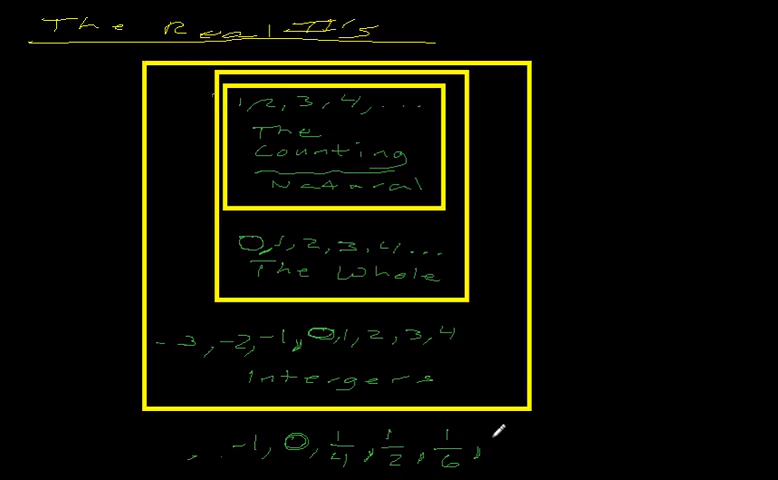 The Real #'s
1, 2, 3, 4, ...
The
Counting
Natural
0, 1, 2, 3, 4...
The Whole
-3, -2, -1, 0, 1, 2, 3, 4
Intergers
.. -1, 0, 1/4, 1/2, 1/6,